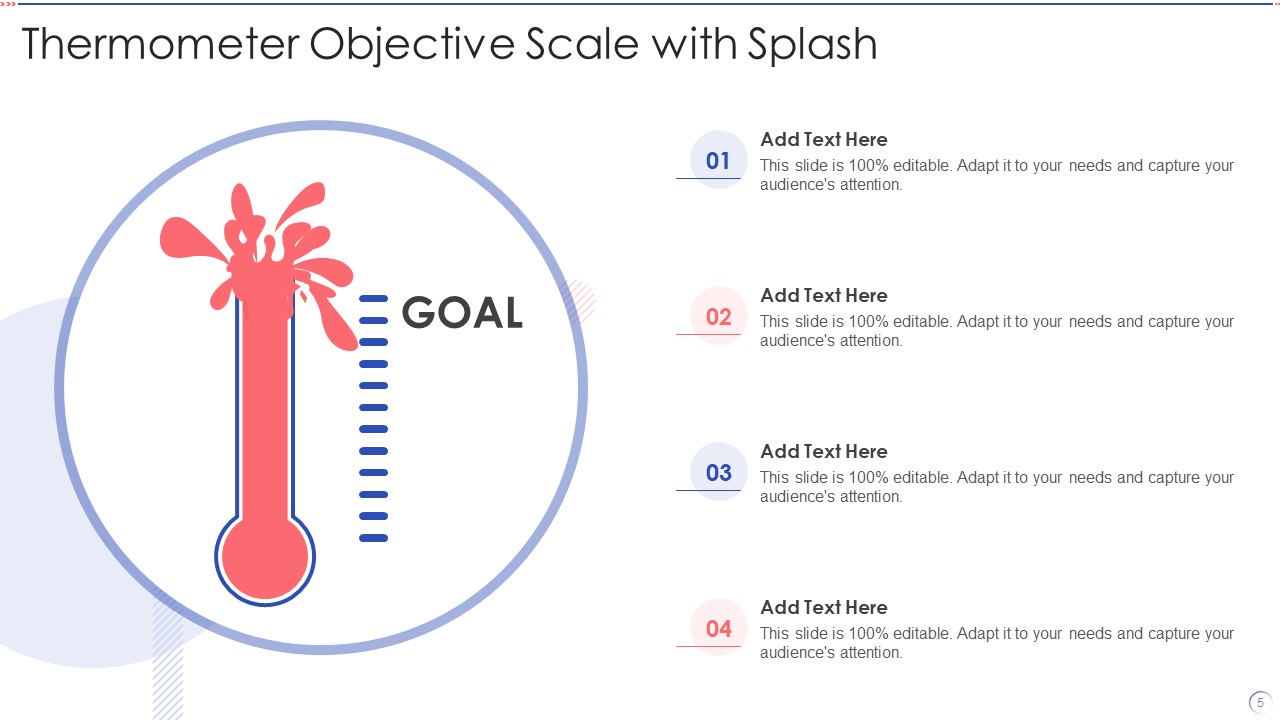 Thermometer Objective Scale with Splash
GOAL
01
Add Text Here
This slide is 100% editable. Adapt it to your needs and capture your
audience's attention.
02
Add Text Here
This slide is 100% editable. Adapt it to your needs and capture your
audience's attention.
03
Add Text Here
This slide is 100% editable. Adapt it to your needs and capture your
audience's attention.
04
Add Text Here
This slide is 100% editable. Adapt it to your needs and capture your
audience's attention.
5